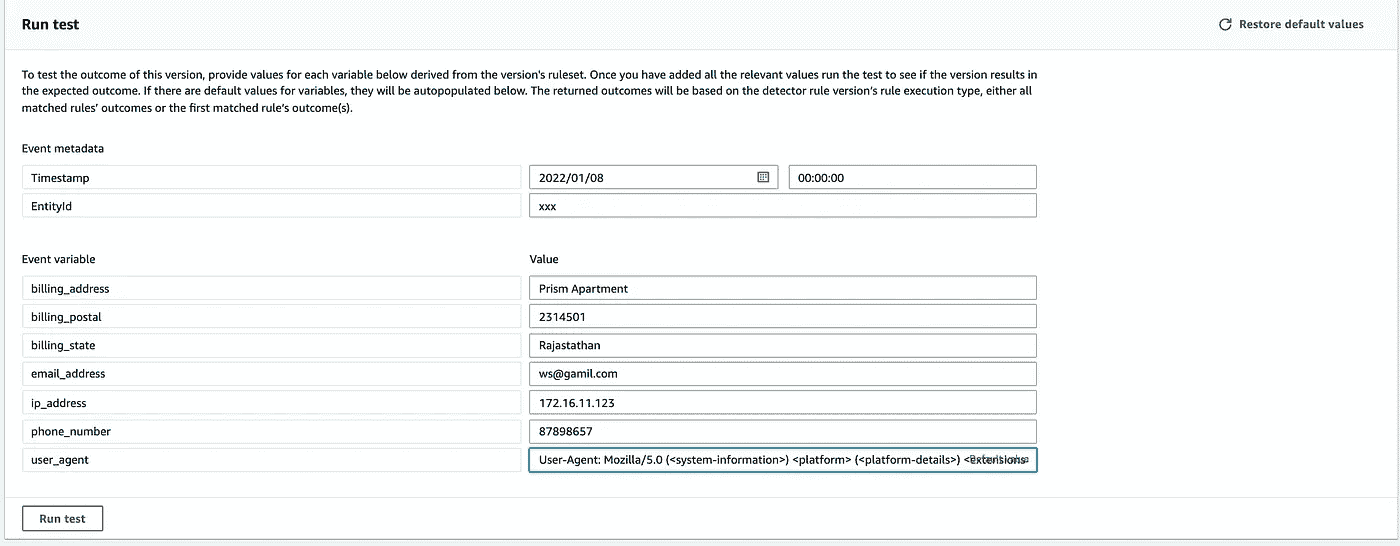 Run test
Restore default values
To test the outcome of this version, provide values for each variable below derived from the version's ruleset. Once you have added all the relevant values run the test to see if the version results in
the expected outcome. If there are default values for variables, they will be autopopulated below. The returned outcomes will be based on the detector rule version's rule execution type, either all
matched rules' outcomes or the first matched rule's outcome(s).
Event metadata
Timestamp 2022/01/08 00:00:00
EntityId xxx
Event variable Value
billing_address Prism Apartment
billing_postal 2314501
billing_state Rajastathan
email_address ws@gamil.com
ip_address 172.16.11.123
phone_number 87898657
user_agent User-Agent: Mozilla/5.0 (<system-information>) <platform> (<platform-details>) <extensions
Run test